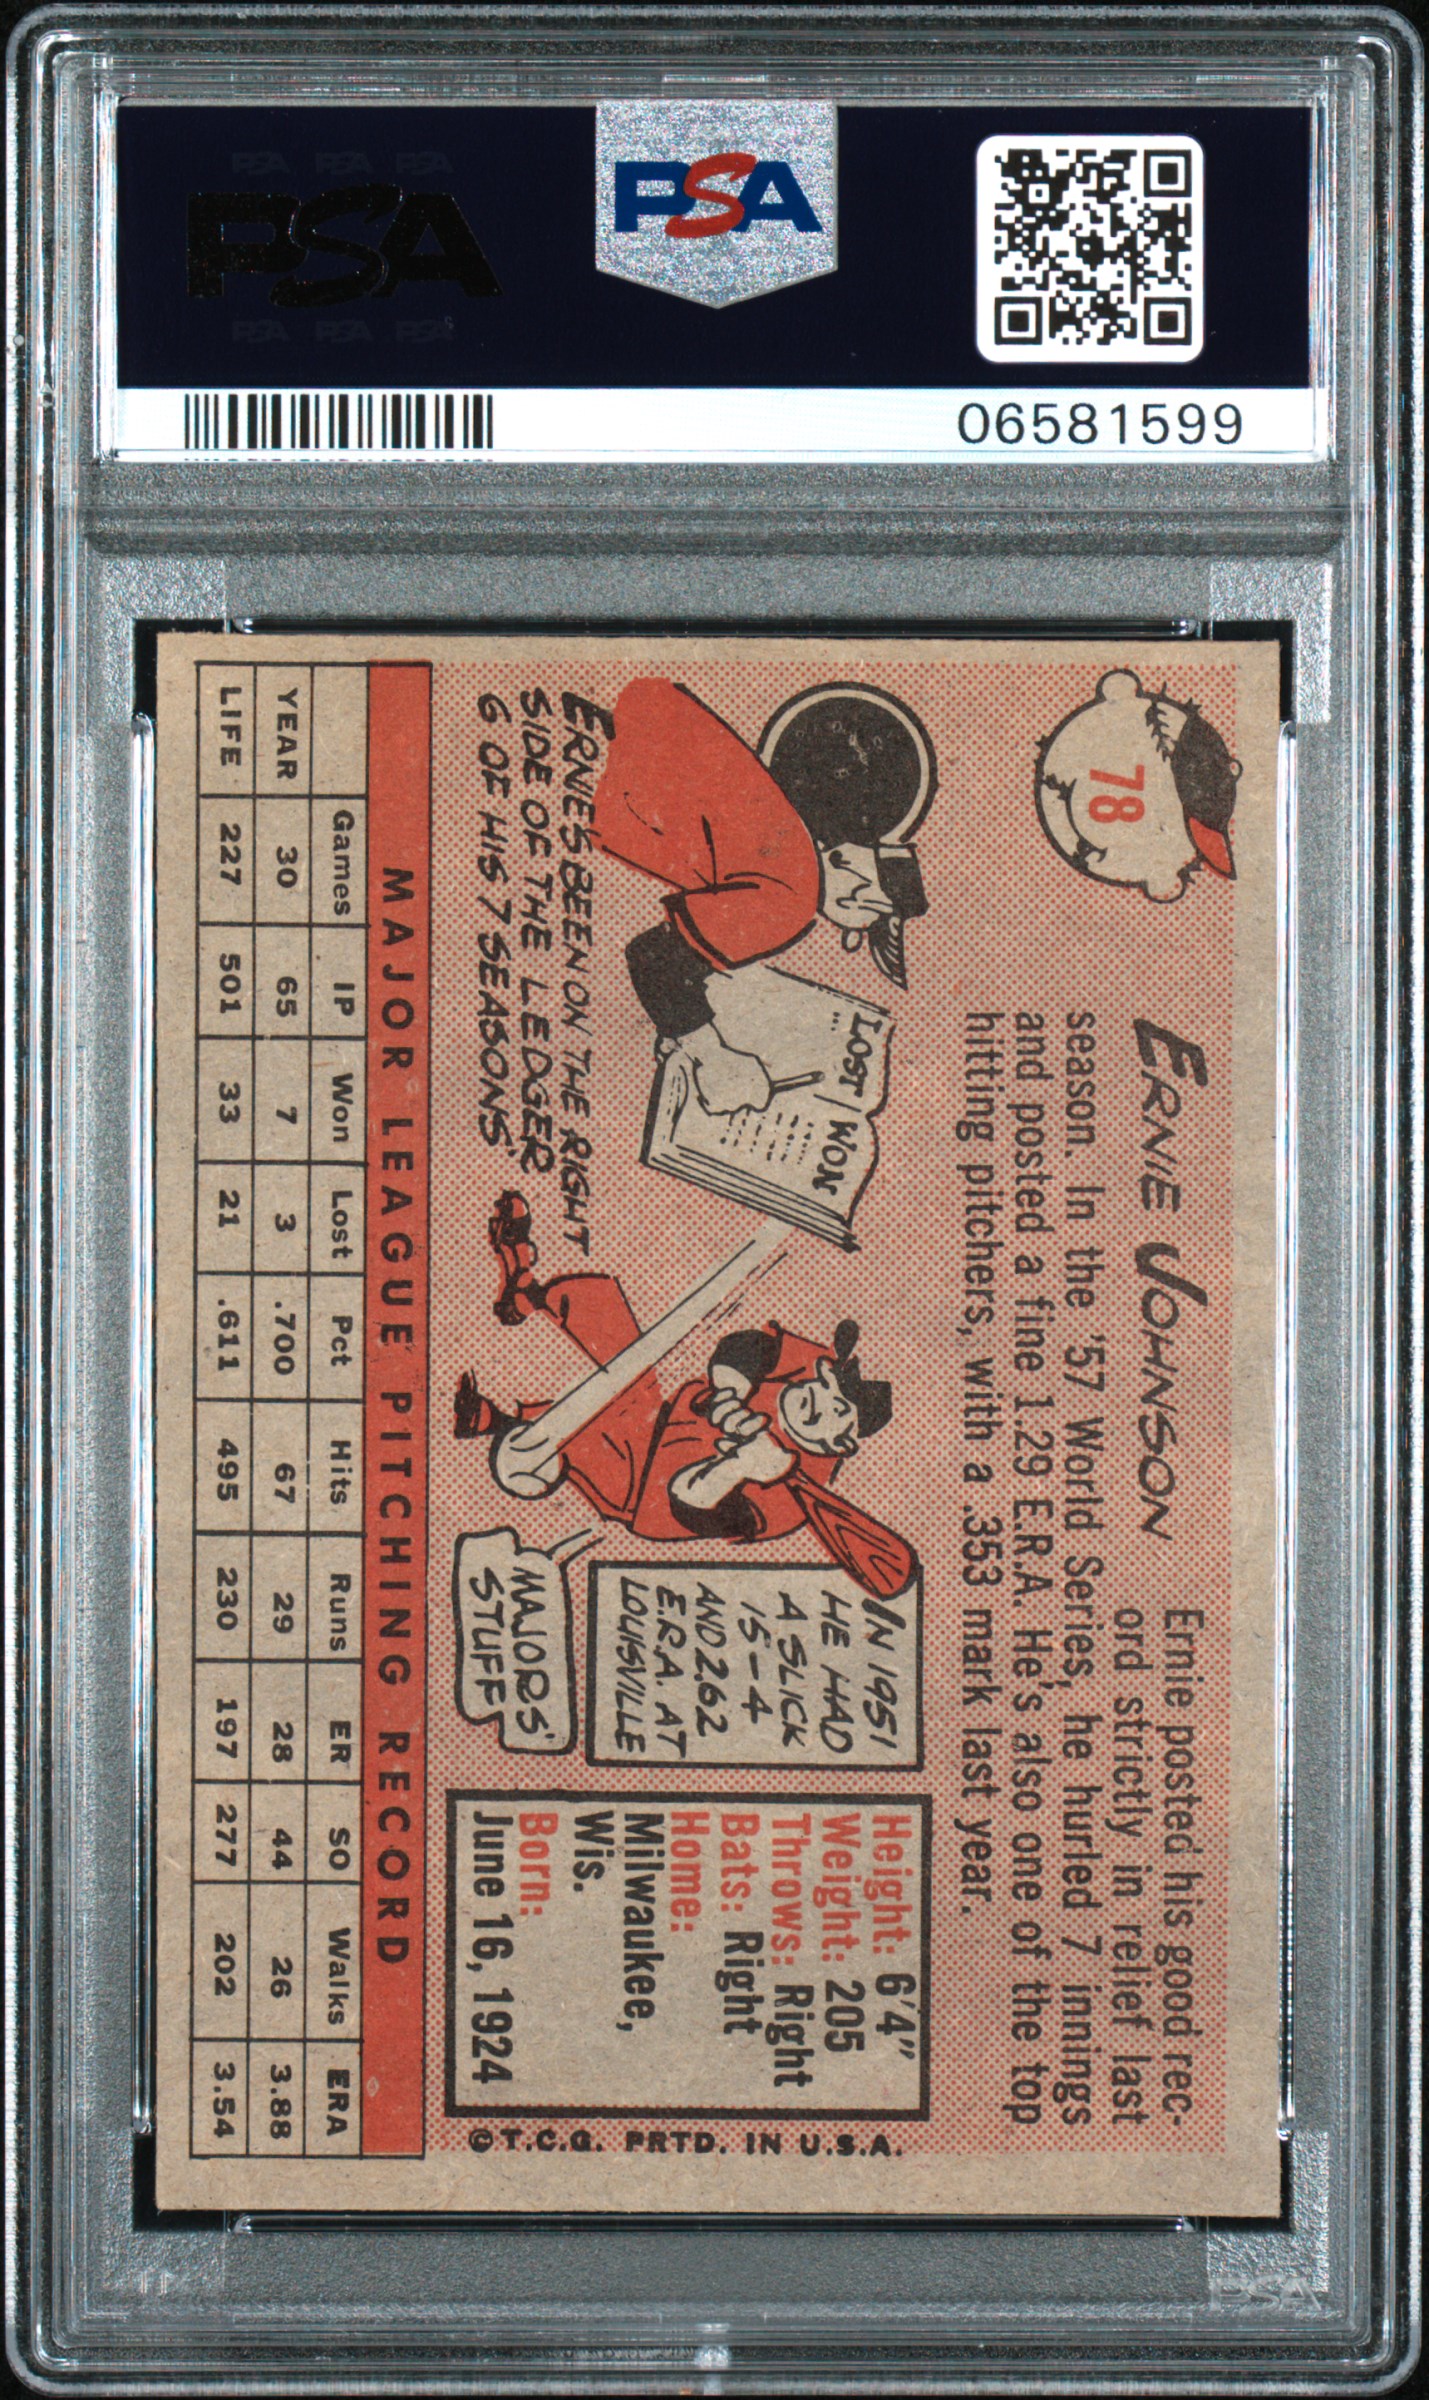 PSA PSA PSA
PSA
PSA PSA PSA
PSA
06581599
78
ERNIE JOHNSON
Ernie posted his good rec-
ord strictly in relief last
season. In the '57 World Series, he hurled 7 innings
and posted a fine 1.29 E.R.A. He's also one of the top
hitting pitchers, with a .353 mark last year.
LOST WON
ERNIE'S BEEN ON THE RIGHT
SIDE OF THE LEDGER
6 OF HIS 7 SEASONS.
IN 1951
HE HAD
A SLICK
15-4
AND 2.62
E.R.A. AT
LOUISVILLE
MAJORS'
STUFF
Height: 6'4"
Weight: 205
Throws: Right
Bats: Right
Home:
Milwaukee,
Wis.
Born:
June 16, 1924
© T.C.G. PRTD. IN U.S.A.
MAJOR LEAGUE PITCHING RECORD
Games IP Won Lost Pct Hits Runs ER SO Walks ERA
YEAR 30 65 7 3 .700 67 29 28 44 26 3.88
LIFE 227 501 33 21 .611 495 230 197 277 202 3.54
PSA